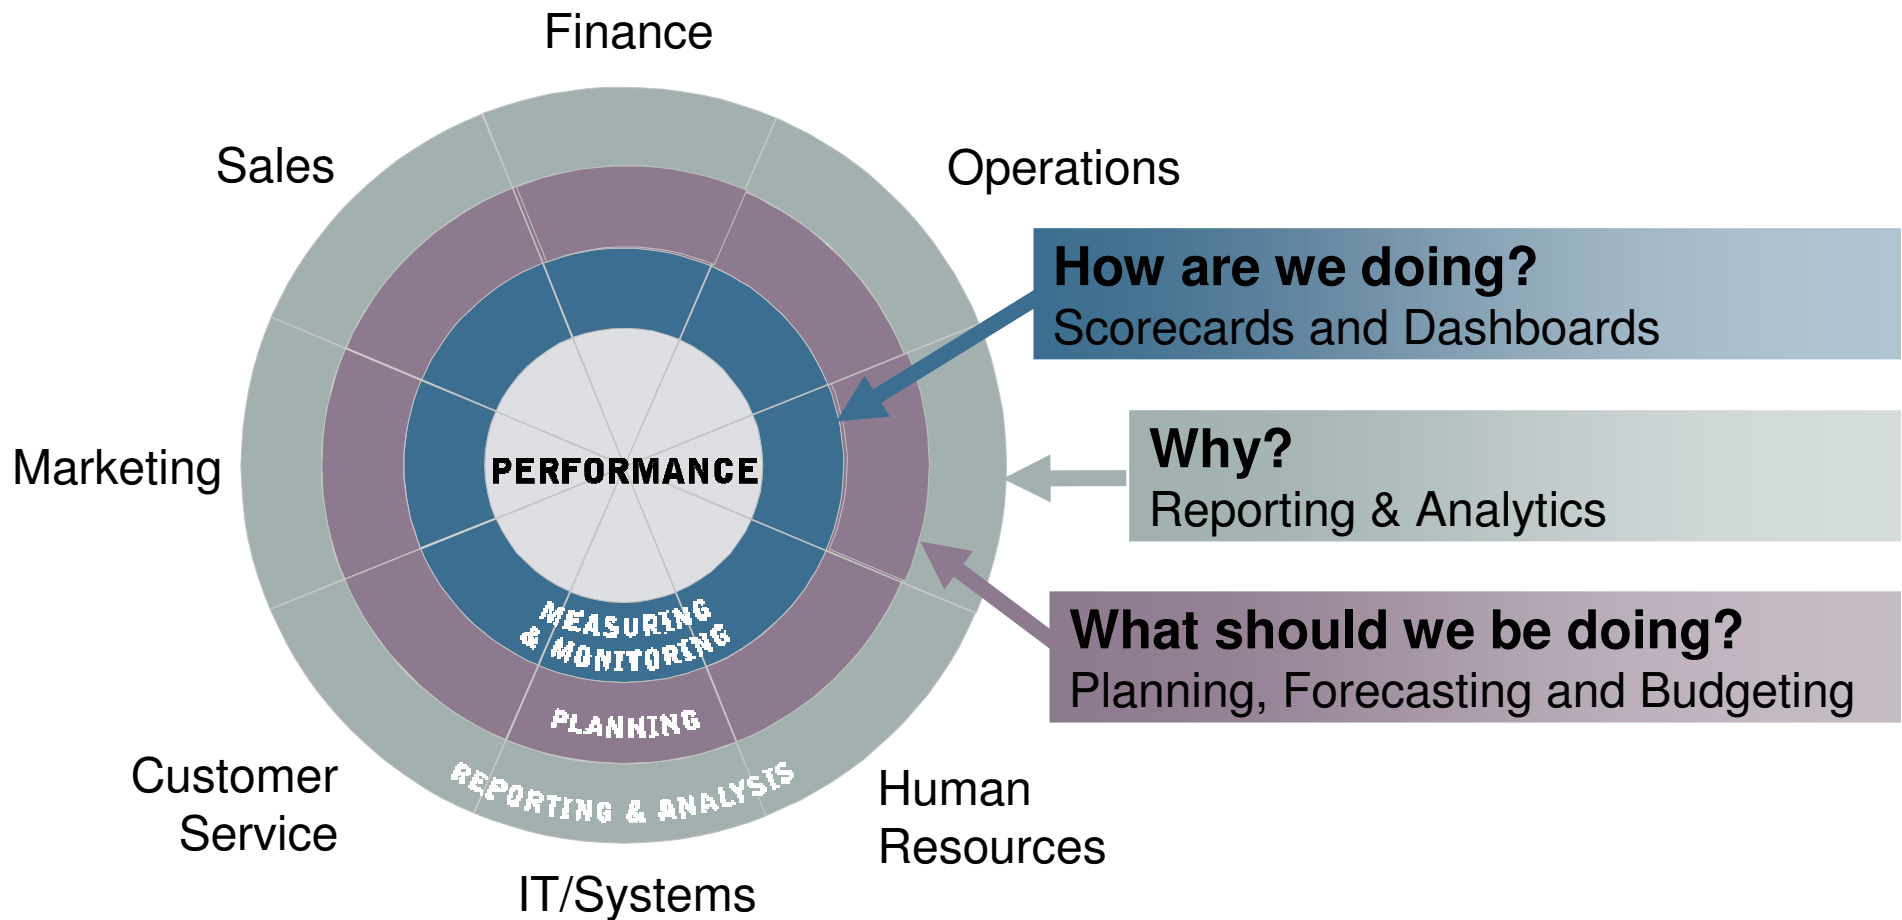 Finance
Sales
Operations
How are we doing?
Scorecards and Dashboards
Why?
Reporting & Analytics
Marketing
PERFORMANCE
MEASURING
& MONITORING
What should we be doing?
Planning, Forecasting and Budgeting
PLANNING
REPORTING & ANALYSIS
Customer
Service
Human
Resources
IT/Systems